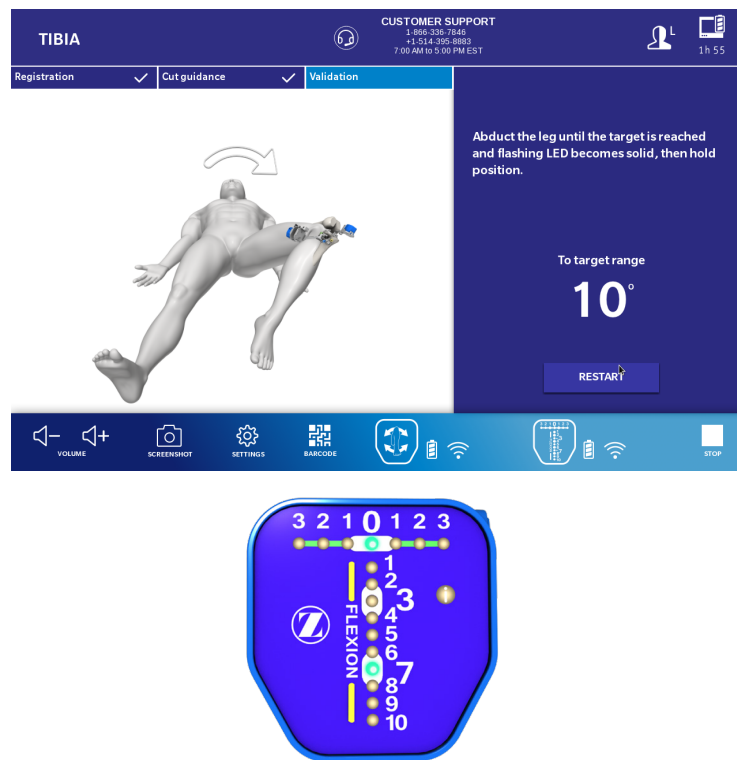 TIBIA
CUSTOMER SUPPORT
1-866-336-7846
+1-514-395-8883
7:00 AM to 5:00 PM EST
L
1h 55
Registration
Cut guidance
Validation
Abduct the leg until the target is reached
and flashing LED becomes solid, then hold
position.
To target range
10°
RESTART
VOLUME
SCREENSHOT
SETTINGS
BARCODE
STOP
3 2 1 0 1 2 3
1
2
3
4
5
6
7
8
9
10
FLEXION
Z